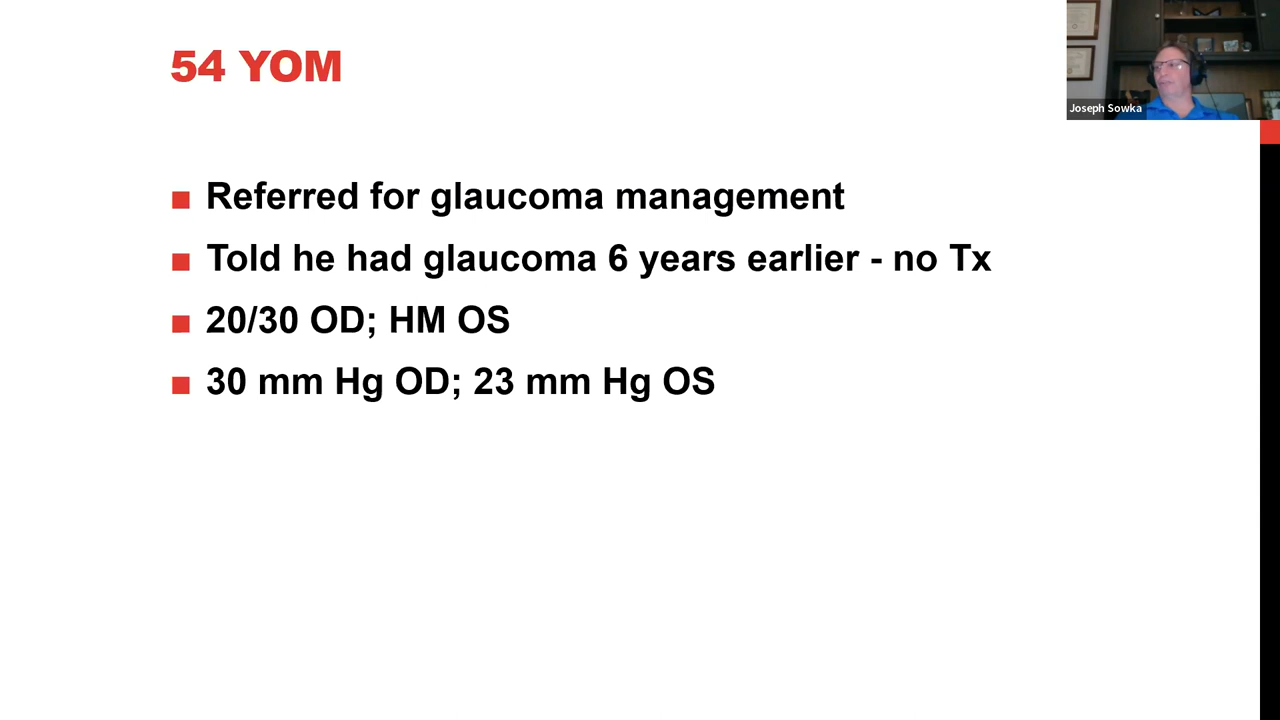 54 YOM
Joseph Sowka
■ Referred for glaucoma management
■ Told he had glaucoma 6 years earlier - no Tx
■ 20/30 OD; HM OS
■ 30 mm Hg OD; 23 mm Hg OS